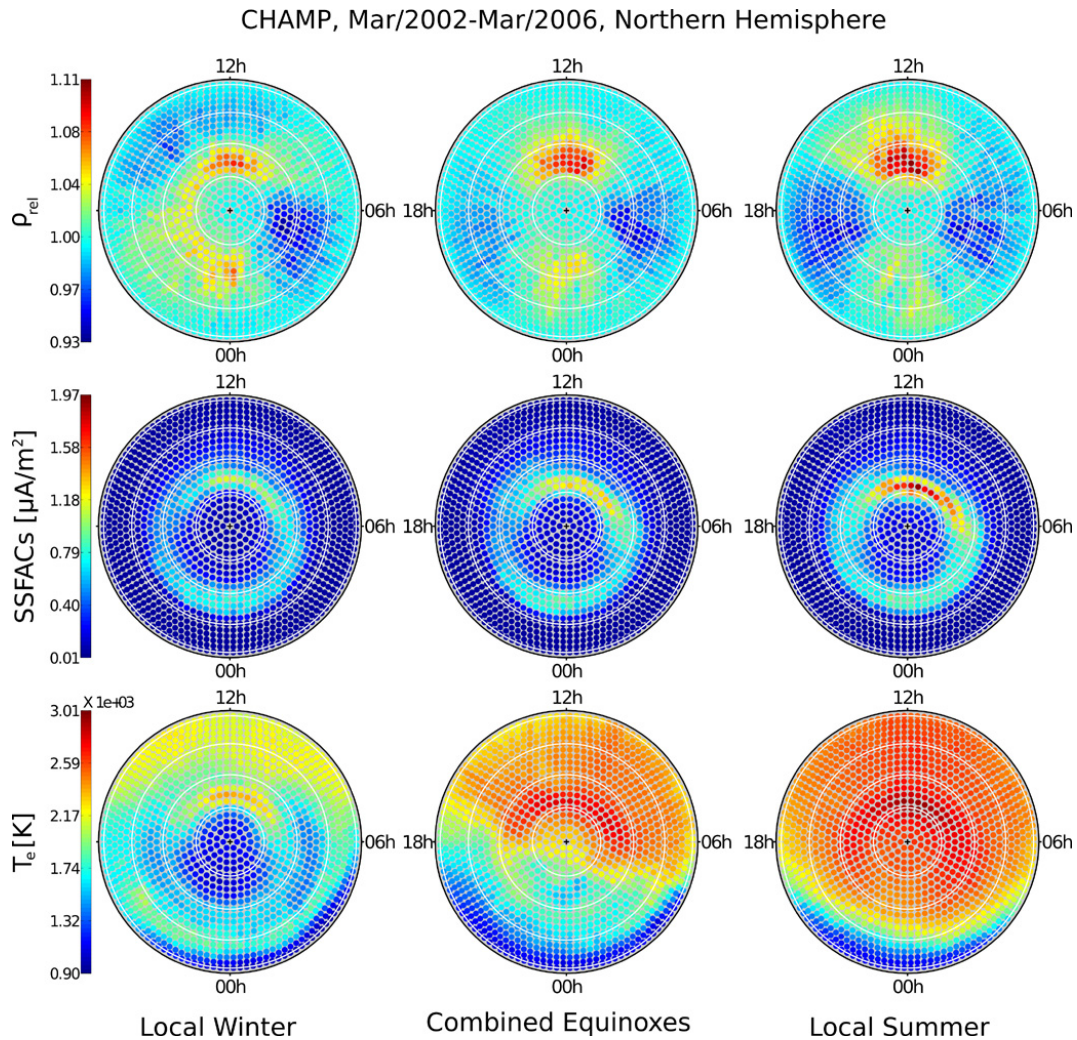 CHAMP, Mar/2002-Mar/2006, Northern Hemisphere
12h 12h 12h
1.11
1.08
1.04
1.00
0.97
0.93
ρrel
06h 18h 06h 18h 06h
00h 00h 00h
12h 12h 12h
1.97
1.58
1.18
0.79
0.40
0.01
SSFACs [µA/m²]
06h 18h 06h 18h 06h
00h 00h 00h
X 1e+03
12h 12h 12h
3.01
2.59
2.17
1.74
1.32
0.90
Te[K]
06h 18h 06h 18h 06h
00h 00h 00h
Local Winter Combined Equinoxes Local Summer